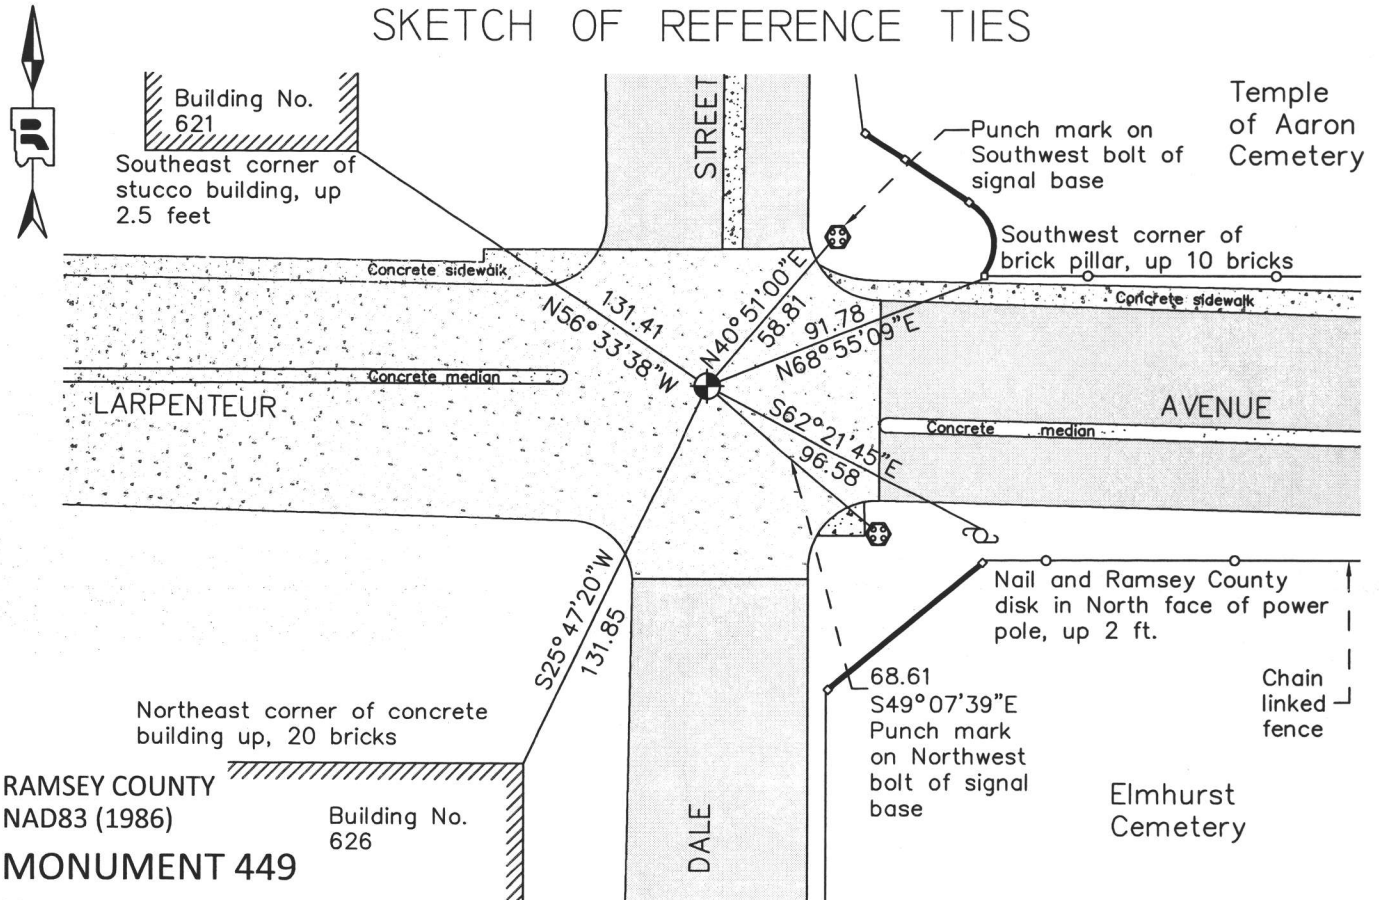 SKETCH OF REFERENCE TIES
Building No.
621
Southeast corner of
stucco building, up
2.5 feet
STREET
Punch mark on
Southwest bolt of
signal base
Temple
of Aaron
Cemetery
Southwest corner of
brick pillar, up 10 bricks
Concrete sidewalk
Concrete sidewalk
131.41
N56°33'38"W
N40°51'00"E
58.81
91.78
N68°55'09"E
Concrete median
LARPENTEUR
AVENUE
Concrete median
S62°21'45"E
96.58
S25°47'20"W
131.85
Nail and Ramsey County
disk in North face of power
pole, up 2 ft.
68.61
S49°07'39"E
Punch mark
on Northwest
bolt of signal
base
Chain
linked
fence
Northeast corner of concrete
building up, 20 bricks
RAMSEY COUNTY
NAD83 (1986)
MONUMENT 449
Building No.
626
DALE
Elmhurst
Cemetery